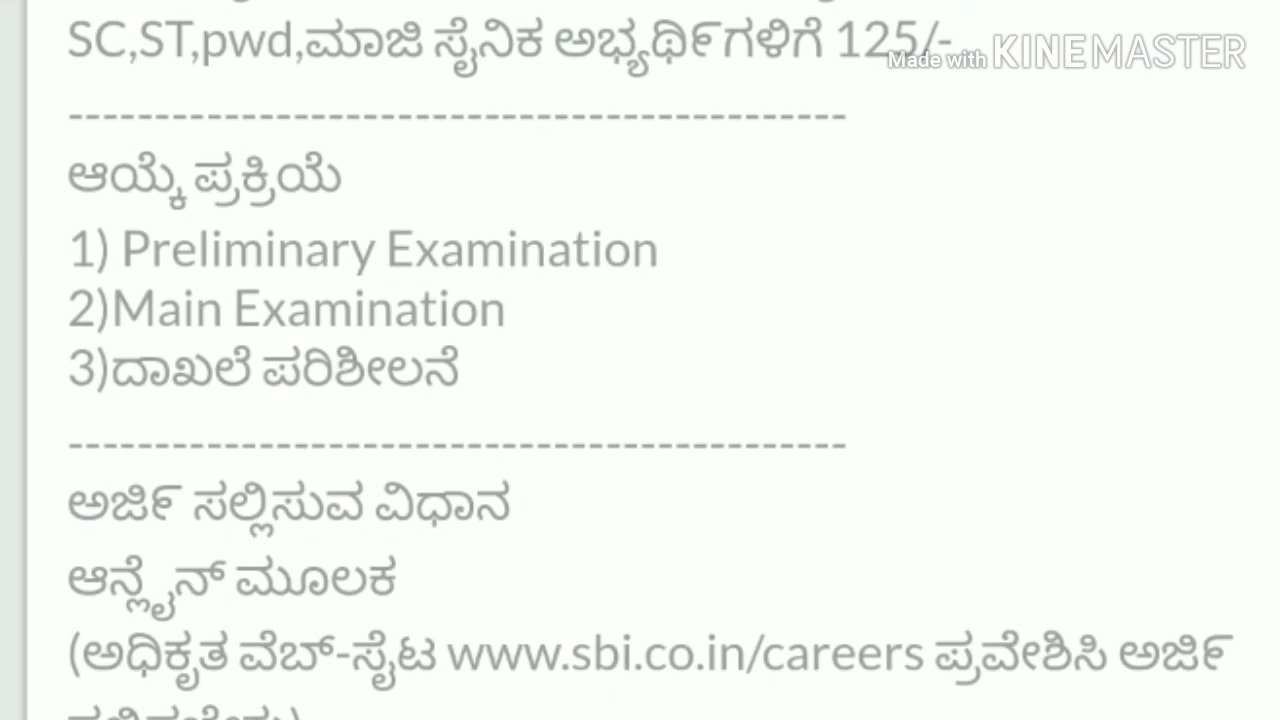 SC,ST,pwd,ಮಾಜಿ ಸೈನಿಕ ಅಭ್ಯರ್ಥಿಗಳಿಗೆ 125/-
Made with KINEMASTER
--------------------------------------------
ಆಯ್ಕೆ ಪ್ರಕ್ರಿಯೆ
1) Preliminary Examination
2)Main Examination
3)ದಾಖಲೆ ಪರಿಶೀಲನೆ
--------------------------------------------
ಅರ್ಜಿ ಸಲ್ಲಿಸುವ ವಿಧಾನ
ಆನ್ಲೈನ್ ಮೂಲಕ
(ಅಧಿಕೃತ ವೆಬ್-ಸೈಟ www.sbi.co.in/careers ಪ್ರವೇಶಿಸಿ ಅರ್ಜಿ